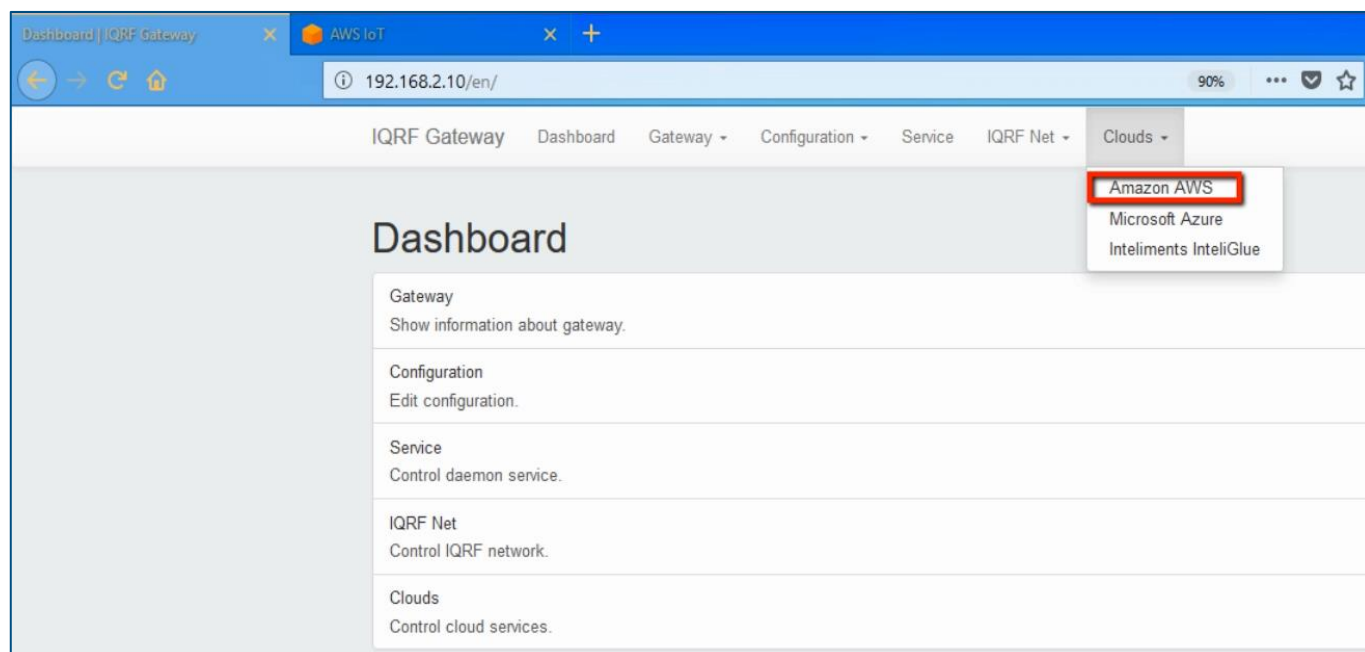 Dashboard | IQRF Gateway AWS IoT
192.168.2.10/en/ 90%
IQRF Gateway Dashboard Gateway Configuration Service IQRF Net Clouds
Amazon AWS
Microsoft Azure
Inteliments InteliGlue
Dashboard
Gateway
Show information about gateway.
Configuration
Edit configuration.
Service
Control daemon service.
IQRF Net
Control IQRF network.
Clouds
Control cloud services.